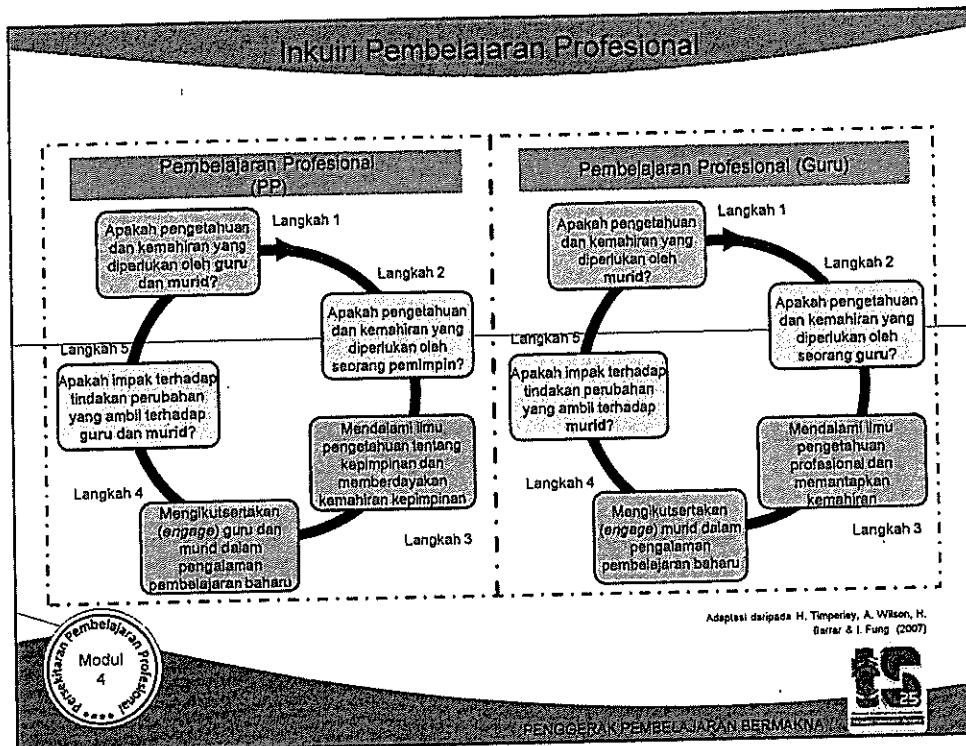 Inkuiri Pembelajaran Profesional
Pembelajaran Profesional
(PP)
Langkah 1
Apakah pengetahuan
dan kemahiran yang
diperlukan oleh guru
dan murid?
Langkah 2
Apakah pengetahuan
dan kemahiran yang
diperlukan oleh
seorang pemimpin?
Langkah 3
Mendalami ilmu
pengetahuan tentang
kepimpinan dan
memberdayakan
kemahiran kepimpinan
Langkah 4
Mengikutsertakan
(engage) guru dan
murid dalam
pengalaman
pembelajaran baharu
Langkah 5
Apakah impak terhadap
tindakan perubahan
yang ambil terhadap
guru dan murid?
Pembelajaran Profesional (Guru)
Langkah 1
Apakah pengetahuan
dan kemahiran yang
diperlukan oleh
murid?
Langkah 2
Apakah pengetahuan
dan kemahiran yang
diperlukan oleh
seorang guru?
Langkah 3
Mendalami ilmu
pengetahuan
profesional dan
memantapkan
kemahiran
Langkah 4
Mengikutsertakan
(engage) murid dalam
pengalaman
pembelajaran baharu
Langkah 5
Apakah impak terhadap
tindakan perubahan
yang ambil terhadap
murid?
Adaptasi daripada H. Timperley, A. Wilson, H.
Barrar & I. Fung (2007)
Persekitaran Pembelajaran Profesional
Modul
4
PENGGERAK PEMBELAJARAN BERMAKNA
25